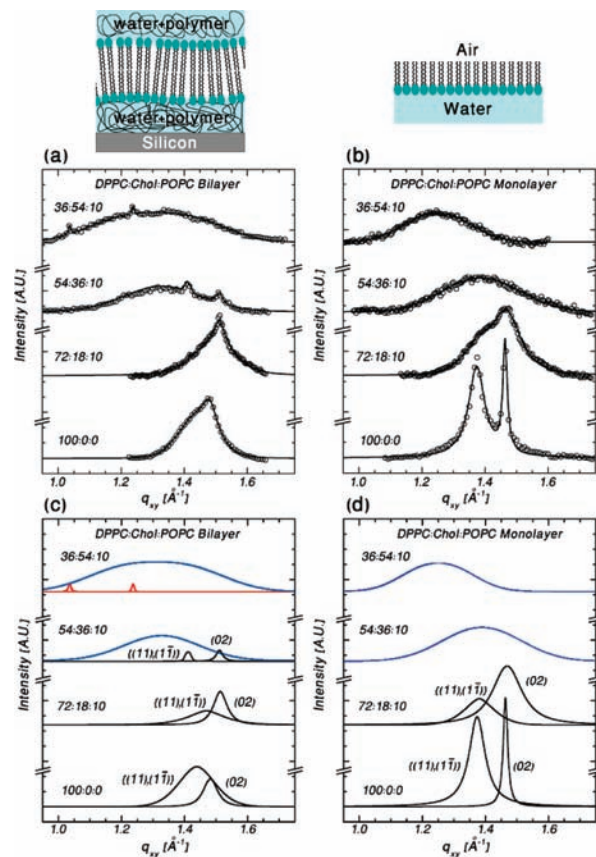 water+polymer
water+polymer
Silicon
Air
Water
(a)
DPPC:Chol:POPC Bilayer
36:54:10
54:36:10
72:18:10
100:0:0
Intensity [A.U.]
1.0 1.2 1.4 1.6
qxy [Å-1]
(b)
DPPC:Chol:POPC Monolayer
36:54:10
54:36:10
72:18:10
100:0:0
Intensity [A.U.]
1.0 1.2 1.4 1.6
qxy [Å-1]
(c)
DPPC:Chol:POPC Bilayer
36:54:10
54:36:10
((11),(11̄)) (02)
72:18:10
((11),(11̄)) (02)
100:0:0
((11),(11̄)) (02)
Intensity [A.U.]
1.0 1.2 1.4 1.6
qxy [Å-1]
(d)
DPPC:Chol:POPC Monolayer
36:54:10
54:36:10
72:18:10
((11),(11̄)) (02)
100:0:0
((11),(11̄)) (02)
Intensity [A.U.]
1.0 1.2 1.4 1.6
qxy [Å-1]